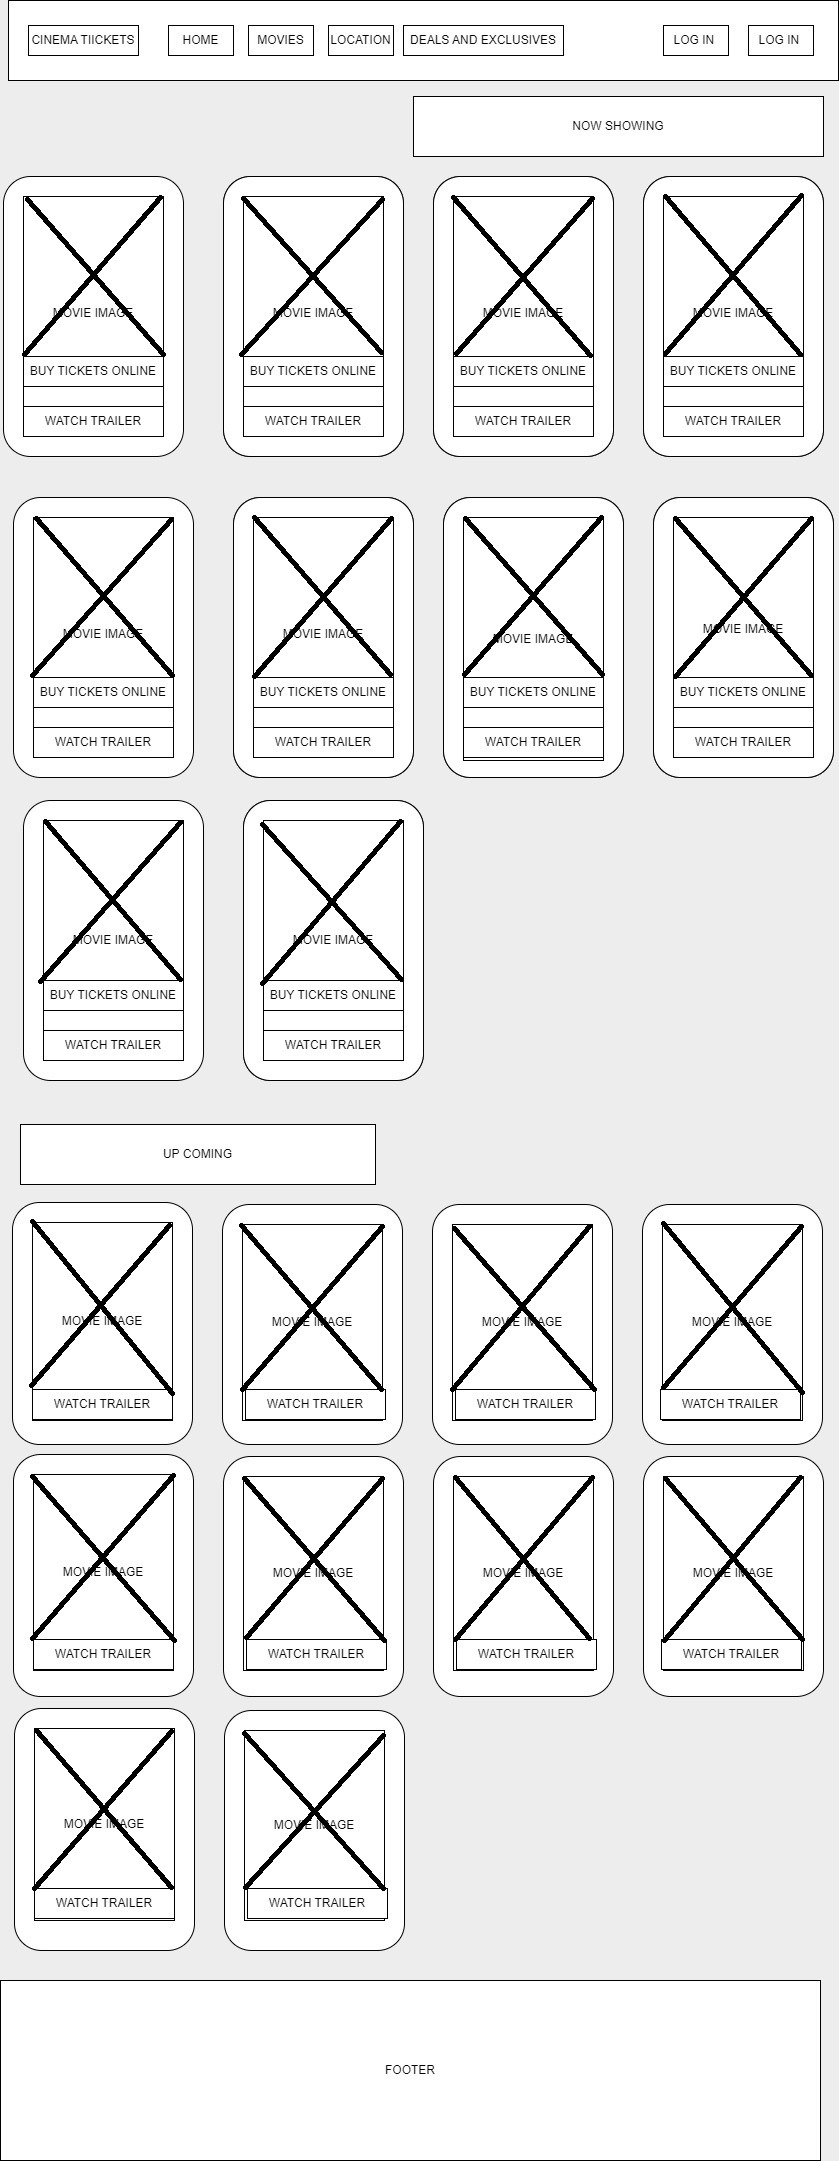 CINEMA TIICKETS HOME MOVIES LOCATION DEALS AND EXCLUSIVES LOG IN LOG IN
NOW SHOWING
MOVIE IMAGE MOVIE IMAGE MOVIE IMAGE MOVIE IMAGE
BUY TICKETS ONLINE BUY TICKETS ONLINE BUY TICKETS ONLINE BUY TICKETS ONLINE
WATCH TRAILER WATCH TRAILER WATCH TRAILER WATCH TRAILER
MOVIE IMAGE MOVIE IMAGE MOVIE IMAGE MOVIE IMAGE
BUY TICKETS ONLINE BUY TICKETS ONLINE BUY TICKETS ONLINE BUY TICKETS ONLINE
WATCH TRAILER WATCH TRAILER WATCH TRAILER WATCH TRAILER
MOVIE IMAGE MOVIE IMAGE
BUY TICKETS ONLINE BUY TICKETS ONLINE
WATCH TRAILER WATCH TRAILER
UP COMING
MOVIE IMAGE MOVIE IMAGE MOVIE IMAGE MOVIE IMAGE
WATCH TRAILER WATCH TRAILER WATCH TRAILER WATCH TRAILER
MOVIE IMAGE MOVIE IMAGE MOVIE IMAGE MOVIE IMAGE
WATCH TRAILER WATCH TRAILER WATCH TRAILER WATCH TRAILER
MOVIE IMAGE MOVIE IMAGE
WATCH TRAILER WATCH TRAILER
FOOTER